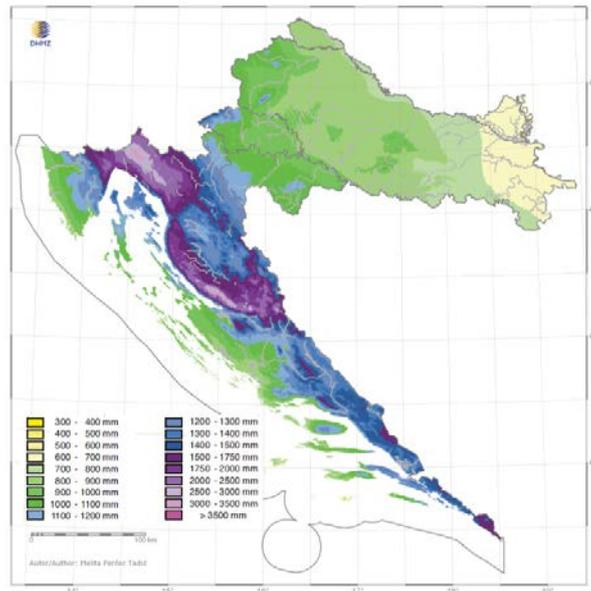 DHMZ
300 - 400 mm
400 - 500 mm
500 - 600 mm
600 - 700 mm
700 - 800 mm
800 - 900 mm
900 - 1000 mm
1000 - 1100 mm
1100 - 1200 mm
1200 - 1300 mm
1300 - 1400 mm
1400 - 1500 mm
1500 - 1750 mm
1750 - 2000 mm
2000 - 2500 mm
2500 - 3000 mm
3000 - 3500 mm
> 3500 mm
0 100 km
Autor/Author: Melita Perčec Tadić